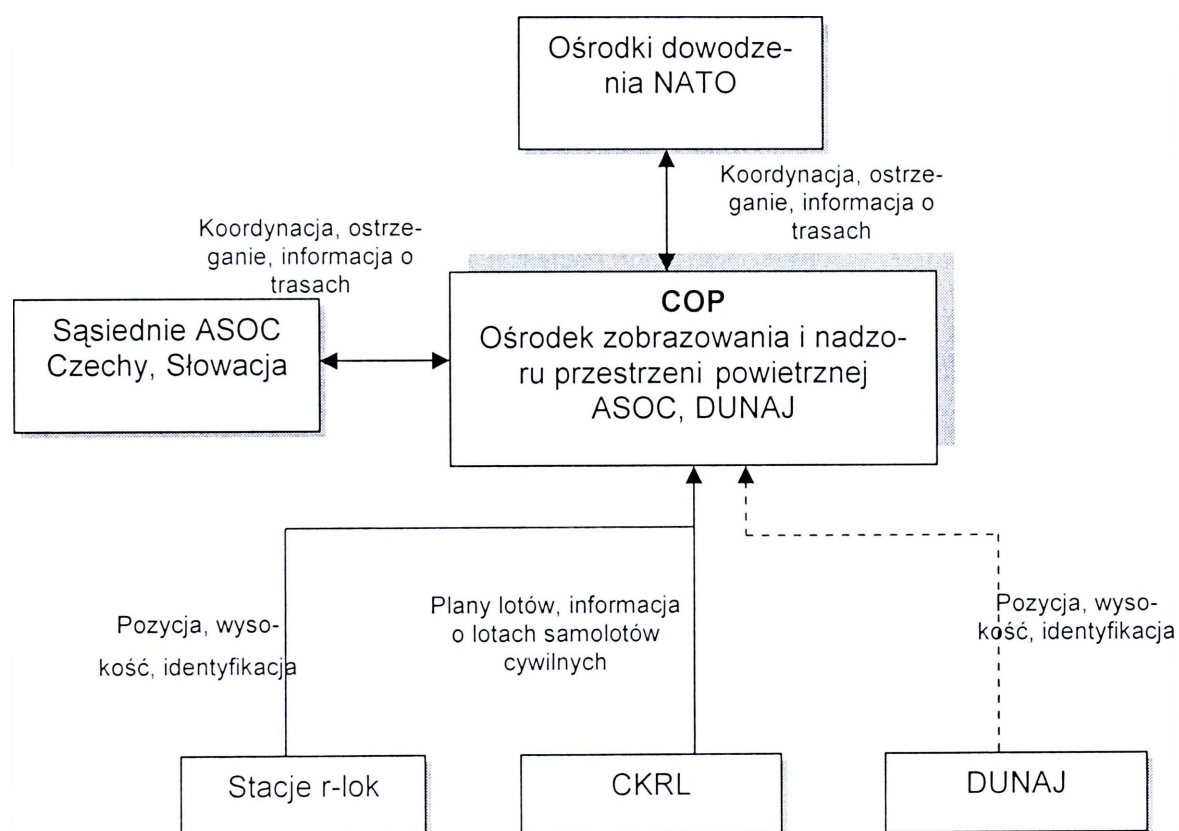 Ośrodki dowodze-
nia NATO
Koordynacja, ostrze-
ganie, informacja o
trasach
Koordynacja, ostrze-
ganie, informacja o
trasach
COP
Ośrodek zobrazowania i nadzo-
ru przestrzeni powietrznej
ASOC, DUNAJ
Sąsiednie ASOC
Czechy, Słowacja
Pozycja, wyso-
kość, identyfikacja
Plany lotów, informacja
o lotach samolotów
cywilnych
Pozycja, wyso-
kość, identyfikacja
Stacje r-lok
CKRL
DUNAJ